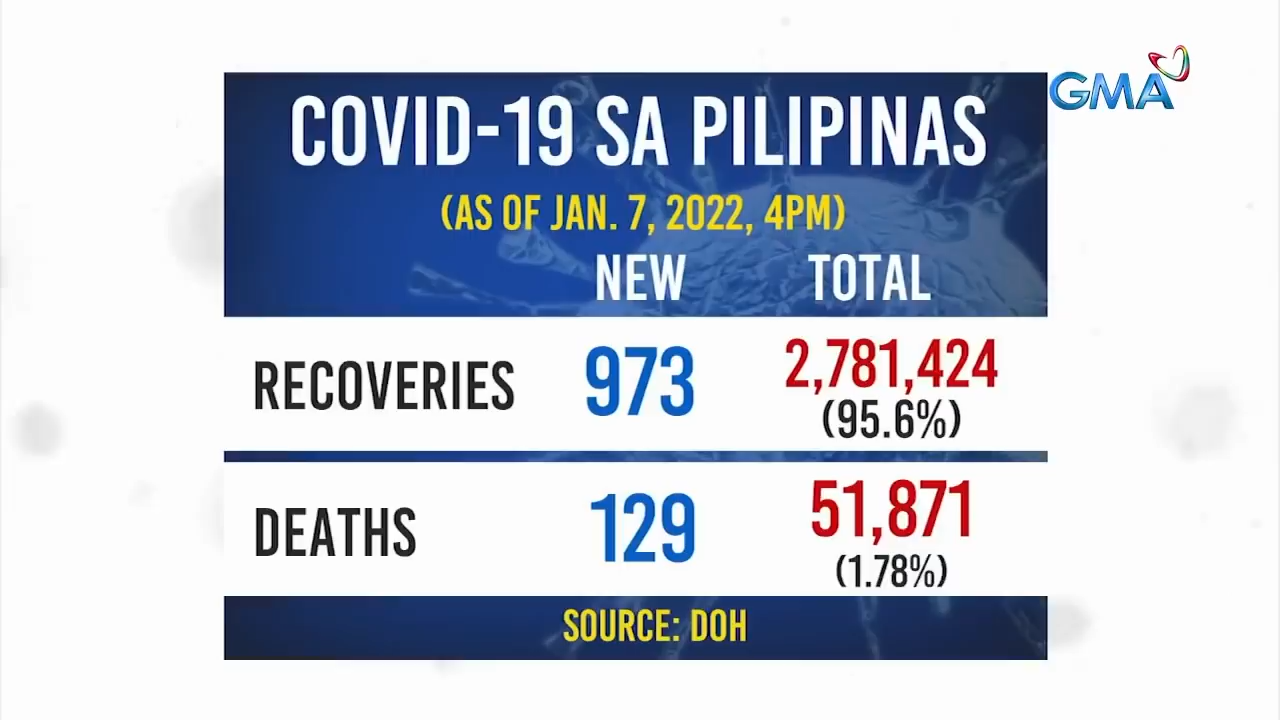 GMA
COVID-19 SA PILIPINAS
(AS OF JAN. 7, 2022, 4PM)
NEW TOTAL
RECOVERIES 973 2,781,424
(95.6%)
DEATHS 129 51,871
(1.78%)
SOURCE: DOH